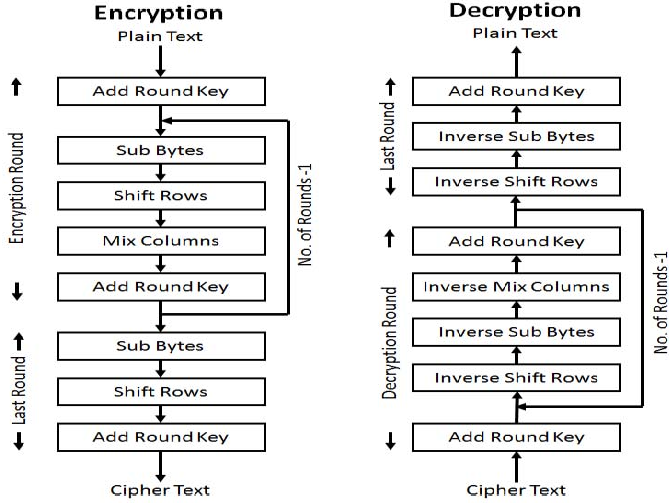 Encryption
Plain Text
Add Round Key
Sub Bytes
Shift Rows
Mix Columns
Add Round Key
Sub Bytes
Shift Rows
Add Round Key
Cipher Text
Encryption Round
Last Round
No. of Rounds -1
Decryption
Plain Text
Add Round Key
Inverse Sub Bytes
Inverse Shift Rows
Add Round Key
Inverse Mix Columns
Inverse Sub Bytes
Inverse Shift Rows
Add Round Key
Cipher Text
Last Round
Decryption Round
No. of Rounds -1